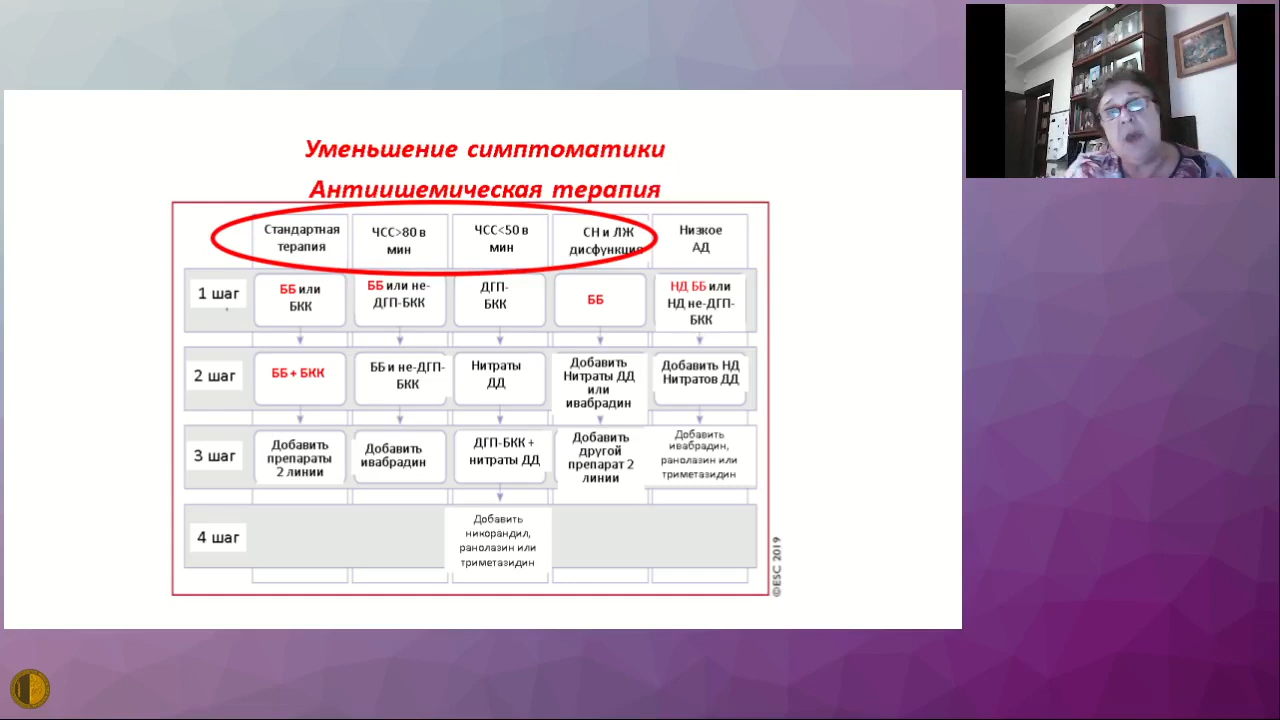 Уменьшение симптоматики
Антиишемическая терапия
Стандартная
терапия
ЧСС>80 в
мин
ЧСС<50 в
мин
СН и ЛЖ
дисфункция
Низкое
АД
1 шаг
ББ или
БКК
ББ или не-
ДГП-БКК
ДГП-
БКК
ББ
НД ББ или
НД не-ДГП-
БКК
2 шаг
ББ + БКК
ББ и не-ДГП-
БКК
Нитраты
ДД
Добавить
Нитраты ДД
или
ивабрадин
Добавить НД
Нитратов ДД
3 шаг
Добавить
препараты
2 линии
Добавить
ивабрадин
ДГП-БКК +
нитраты ДД
Добавить
другой
препарат 2
линии
Добавить
ивабрадин,
ранолазин или
триметазидин
4 шаг
Добавить
никорандил,
ранолазин или
триметазидин
©ESC 2019